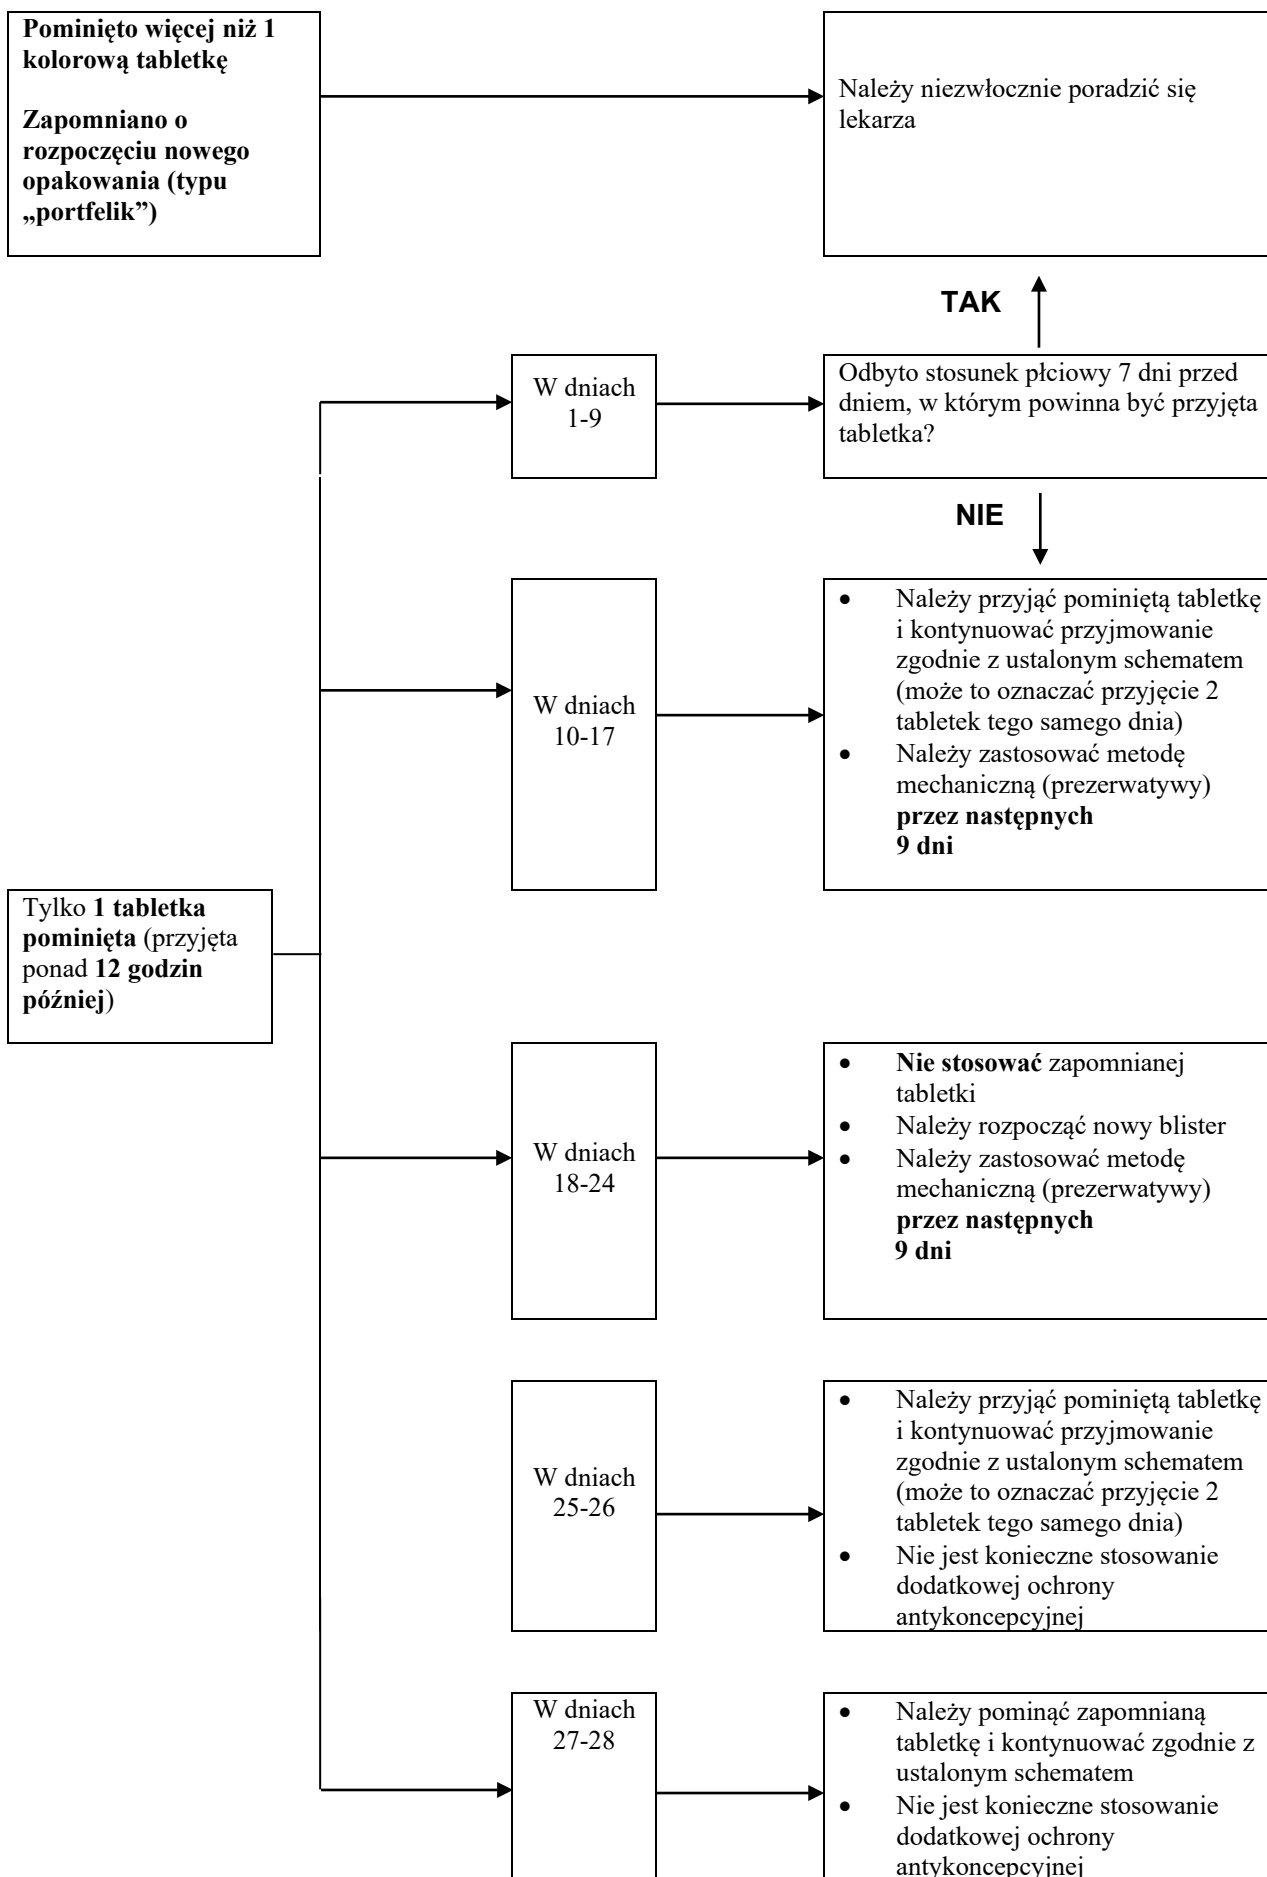 Pominięto więcej niż 1
kolorową tabletkę
Zapomniano o
rozpoczęciu nowego
opakowania (typu
„portfelik”)
Należy niezwłocznie poradzić się
lekarza
TAK
W dniach
1-9
Odbyto stosunek płciowy 7 dni przed
dniem, w którym powinna być przyjęta
tabletka?
NIE
W dniach
10-17
• Należy przyjąć pominiętą tabletkę
i kontynuować przyjmowanie
zgodnie z ustalonym schematem
(może to oznaczać przyjęcie 2
tabletek tego samego dnia)
• Należy zastosować metodę
mechaniczną (prezerwatywy)
przez następnych
9 dni
Tylko 1 tabletka
pominięta (przyjęta
ponad 12 godzin
później)
W dniach
18-24
• Nie stosować zapomnianej
tabletki
• Należy rozpocząć nowy blister
• Należy zastosować metodę
mechaniczną (prezerwatywy)
przez następnych
9 dni
W dniach
25-26
• Należy przyjąć pominiętą tabletkę
i kontynuować przyjmowanie
zgodnie z ustalonym schematem
(może to oznaczać przyjęcie 2
tabletek tego samego dnia)
• Nie jest konieczne stosowanie
dodatkowej ochrony
antykoncepcyjnej
W dniach
27-28
• Należy pominąć zapomnianą
tabletkę i kontynuować zgodnie z
ustalonym schematem
• Nie jest konieczne stosowanie
dodatkowej ochrony
antykoncepcyjnej